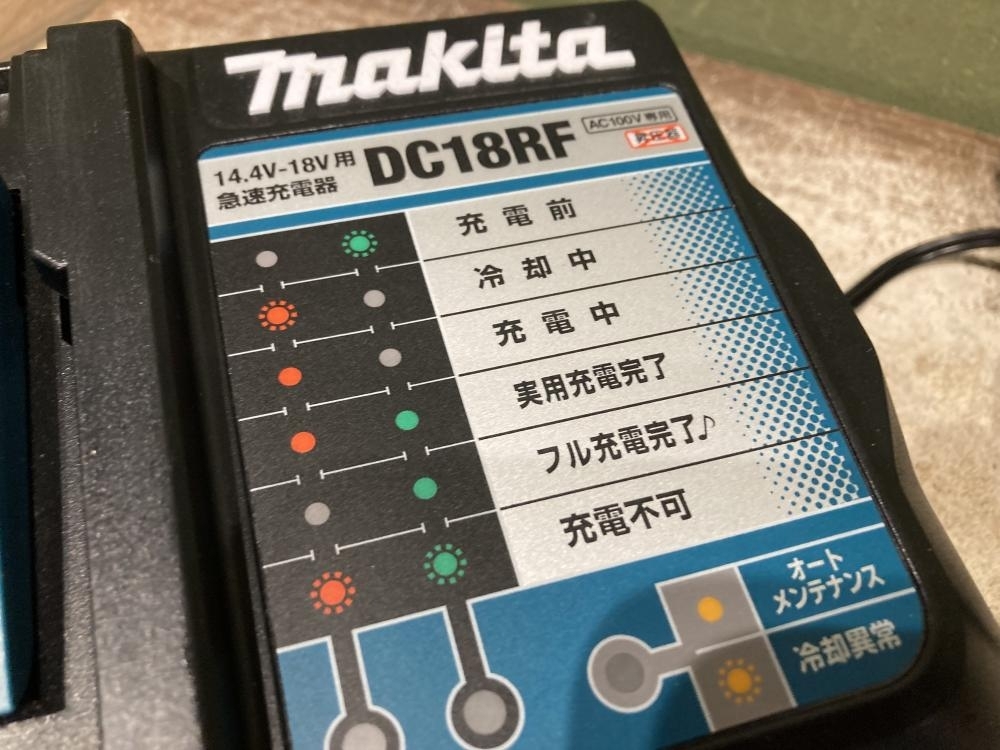 makita
14.4V-18V用
急速充電器
DC18RF
AC100V専用
昇圧器
充電前
冷却中
充電中
実用充電完了
フル充電完了♪
充電不可
オート
メンテナンス
冷却異常